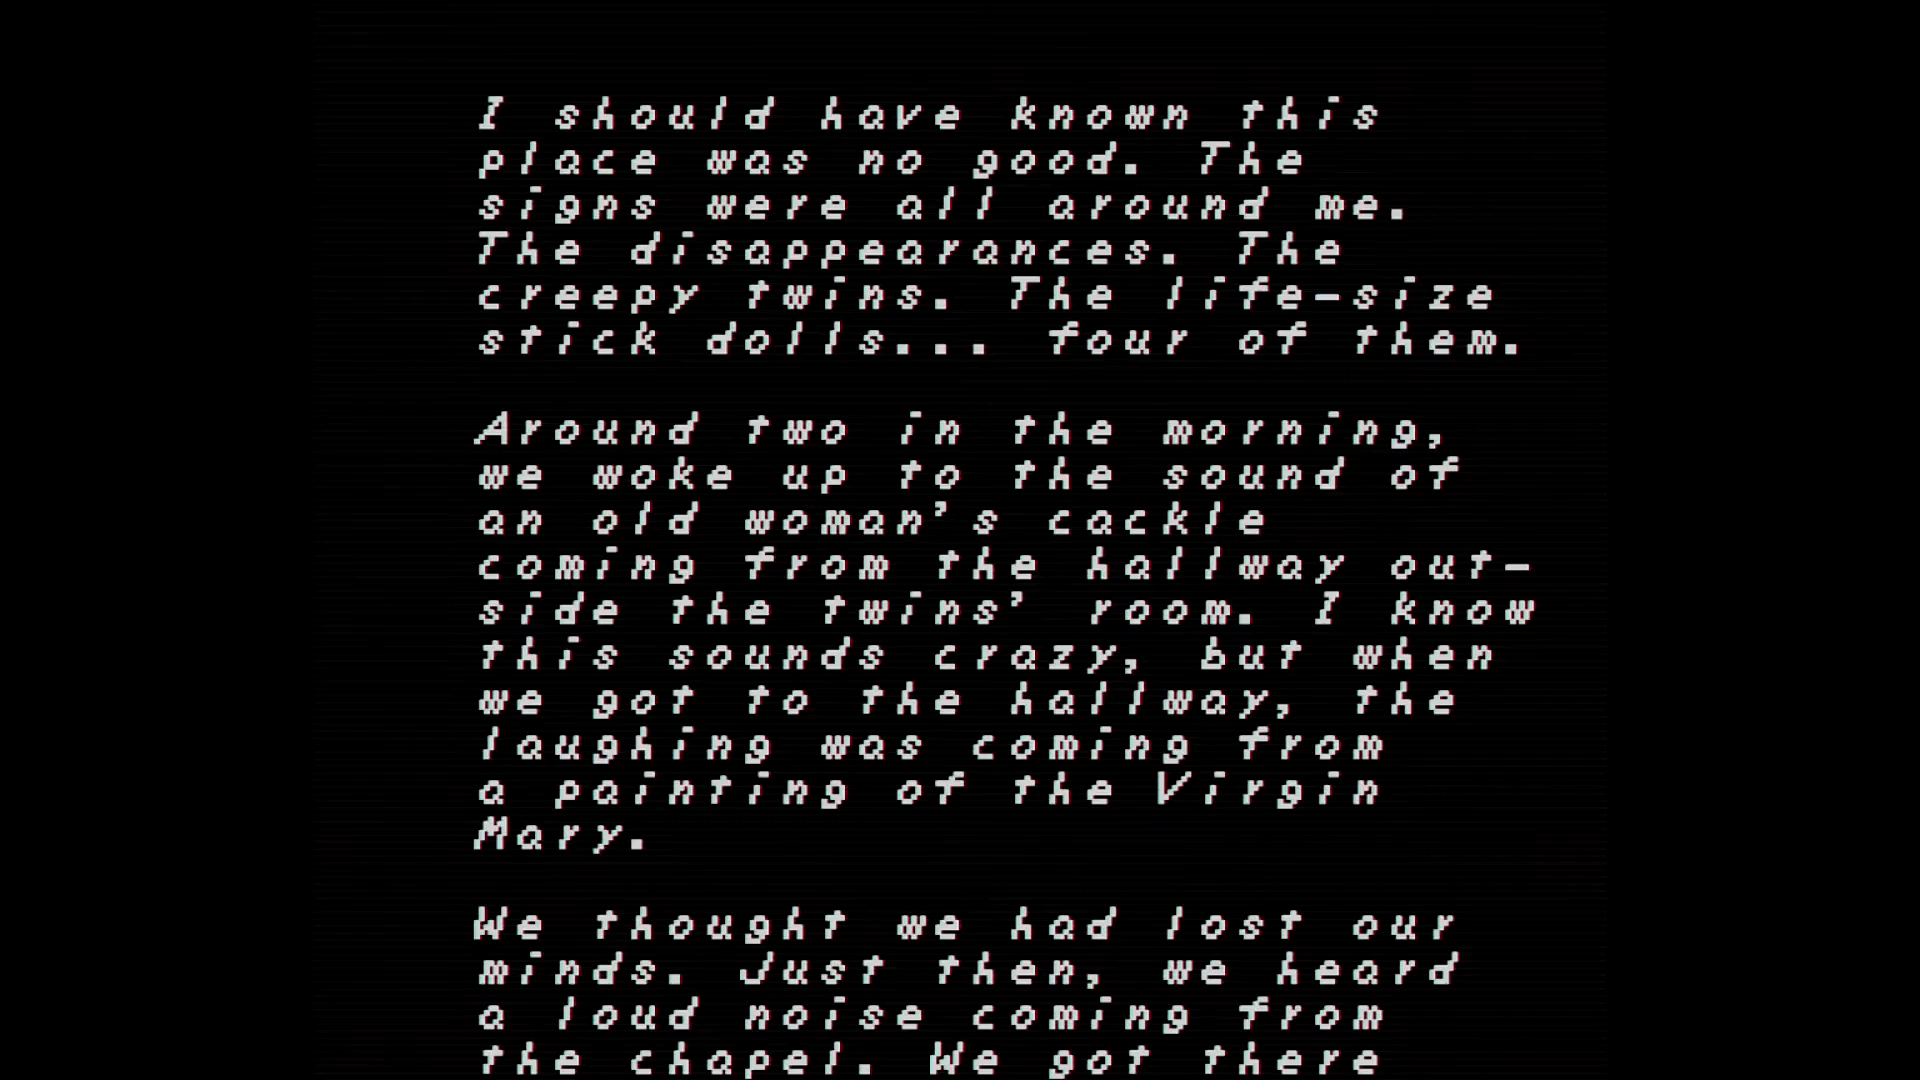 I should have known this
place was no good. The
signs were all around me.
The disappearances. The
creepy twins. The life-size
stick dolls... four of them.
Around two in the morning,
we woke up to the sound of
an old woman's cackle
coming from the hallway out-
side the twins' room. I know
this sounds crazy, but when
we got to the hallway, the
laughing was coming from
a painting of the Virgin
Mary.
We thought we had lost our
minds. Just then, we heard
a loud noise coming from
the chapel. We got there